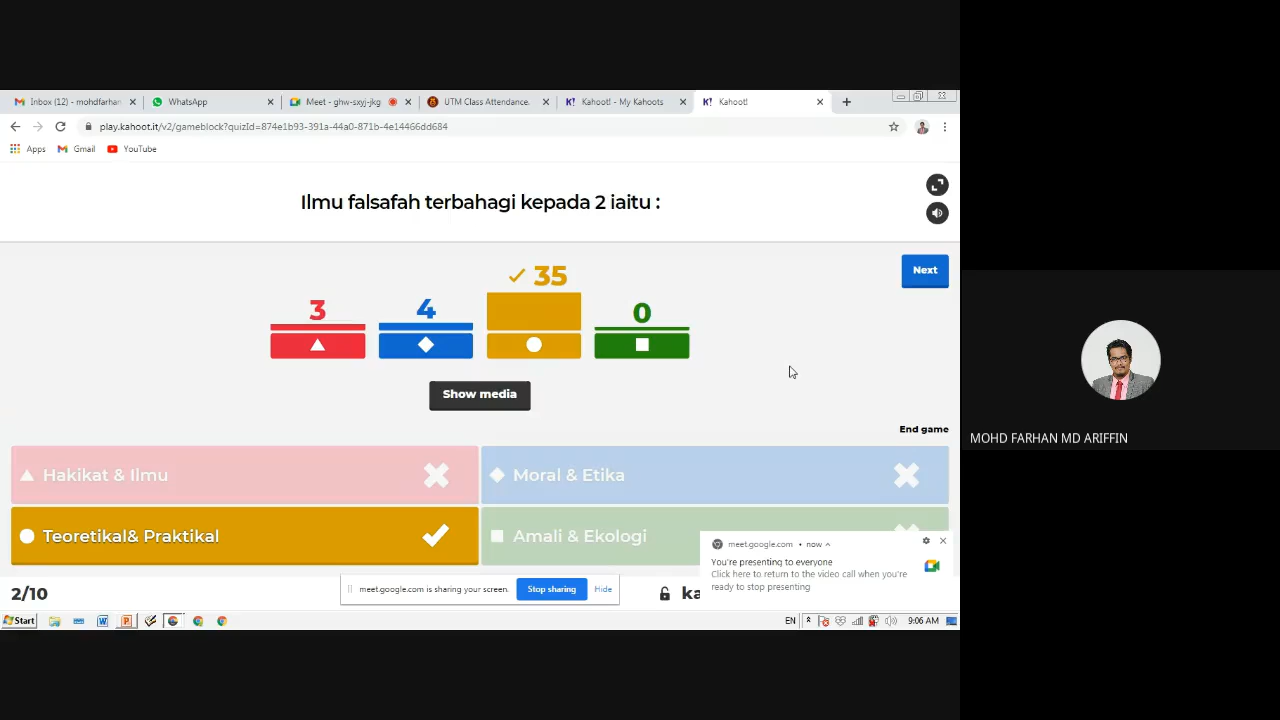 Inbox (12) - mohdfarhan
WhatsApp
Meet - ghw-sxyj-jkg
UTM Class Attendance.
Kahoot! - My Kahoots
Kahoot!
play.kahoot.it/v2/gameblock?quizId=874e1b93-391a-44a0-871b-4e14466dd684
Apps
Gmail
YouTube
Ilmu falsafah terbahagi kepada 2 iaitu :
Next
3
4
35
0
Show media
End game
Hakikat & Ilmu
Moral & Etika
Teoretikal& Praktikal
Amali & Ekologi
MOHD FARHAN MD ARIFFIN
meet.google.com • now
You're presenting to everyone
Click here to return to the video call when you're
ready to stop presenting
2/10
meet.google.com is sharing your screen.
Stop sharing
Hide
ka
Start
EN
9:06 AM